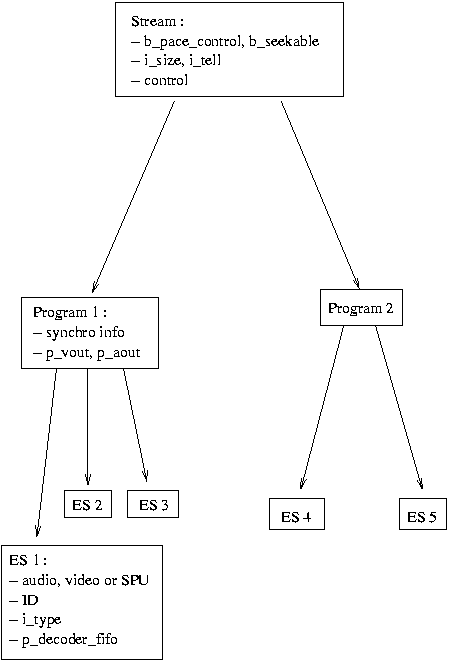 Stream :
– b_pace_control, b_seekable
– i_size, i_tell
– control
Program 1 :
– synchro info
– p_vout, p_aout
Program 2
ES 2
ES 3
ES 4
ES 5
ES 1 :
– audio, video or SPU
– ID
– i_type
– p_decoder_fifo